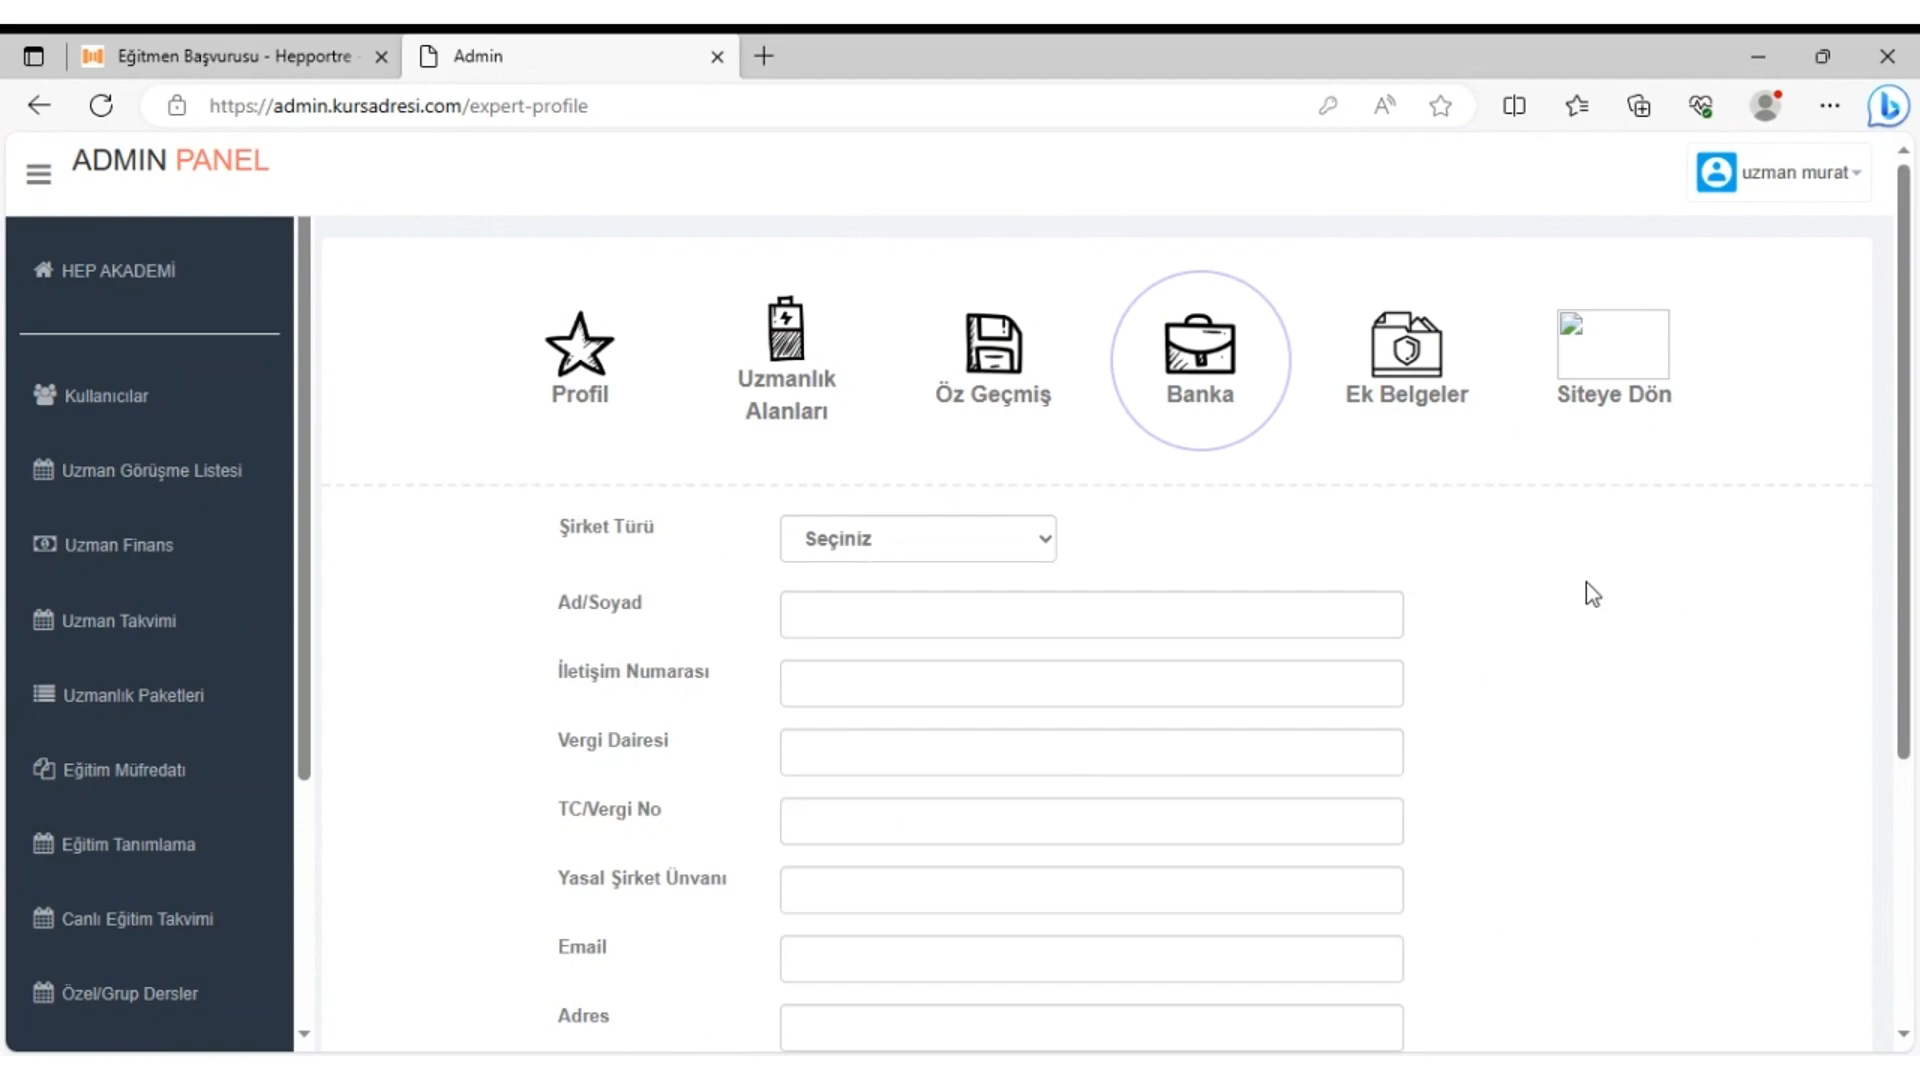 Eğitmen Başvurusu - Hepportre
Admin
https://admin.kursadresi.com/expert-profile
ADMIN PANEL
uzman murat
HEP AKADEMİ
Kullanıcılar
Uzman Görüşme Listesi
Uzman Finans
Uzman Takvimi
Uzmanlık Paketleri
Eğitim Müfredatı
Eğitim Tanımlama
Canlı Eğitim Takvimi
Özel/Grup Dersler
Profil
Uzmanlık
Alanları
Öz Geçmiş
Banka
Ek Belgeler
Siteye Dön
Şirket Türü
Seçiniz
Ad/Soyad
İletişim Numarası
Vergi Dairesi
TC/Vergi No
Yasal Şirket Ünvanı
Email
Adres